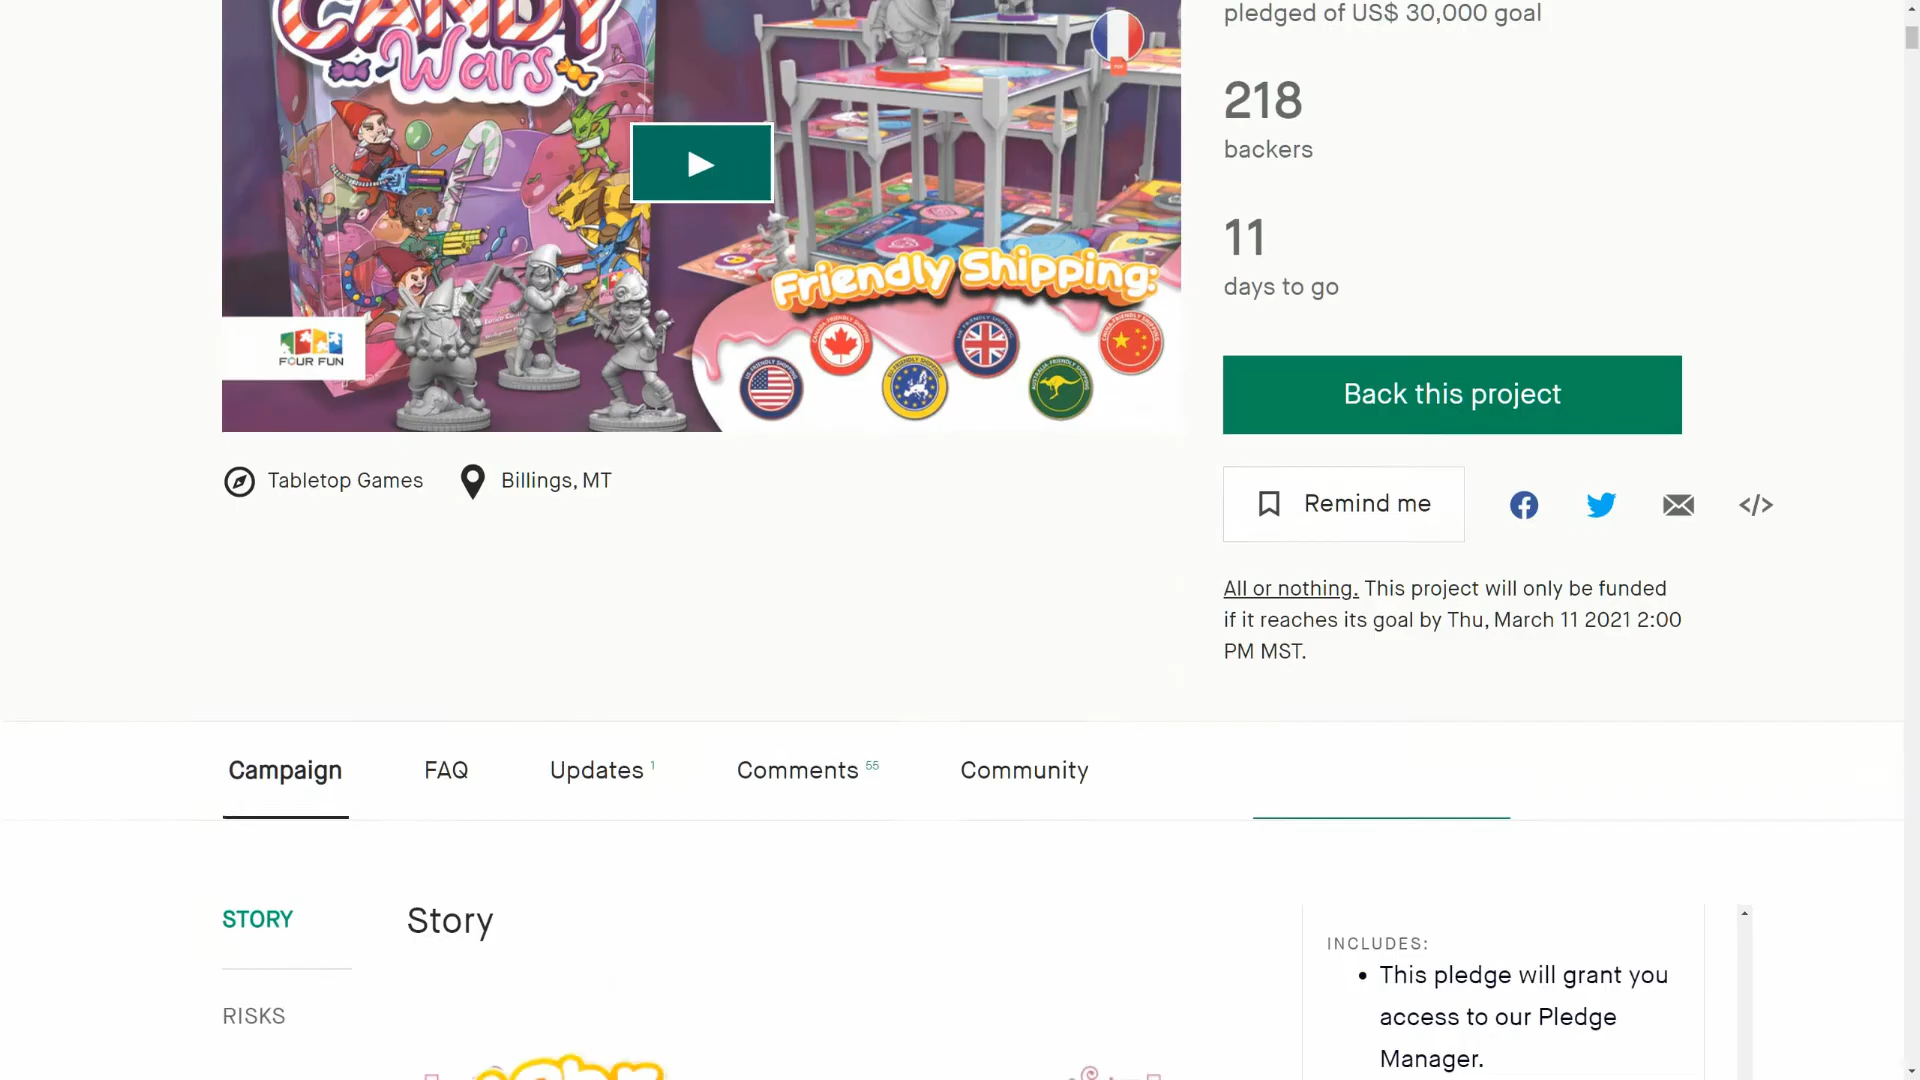 CANDY
Wars
FOUR FUN
Friendly Shipping:
pledged of US$ 30,000 goal
218
backers
11
days to go
Back this project
Remind me
All or nothing. This project will only be funded
if it reaches its goal by Thu, March 11 2021 2:00
PM MST.
Tabletop Games
Billings, MT
Campaign
FAQ
Updates 1
Comments 55
Community
STORY
RISKS
Story
INCLUDES:
• This pledge will grant you
access to our Pledge
Manager.